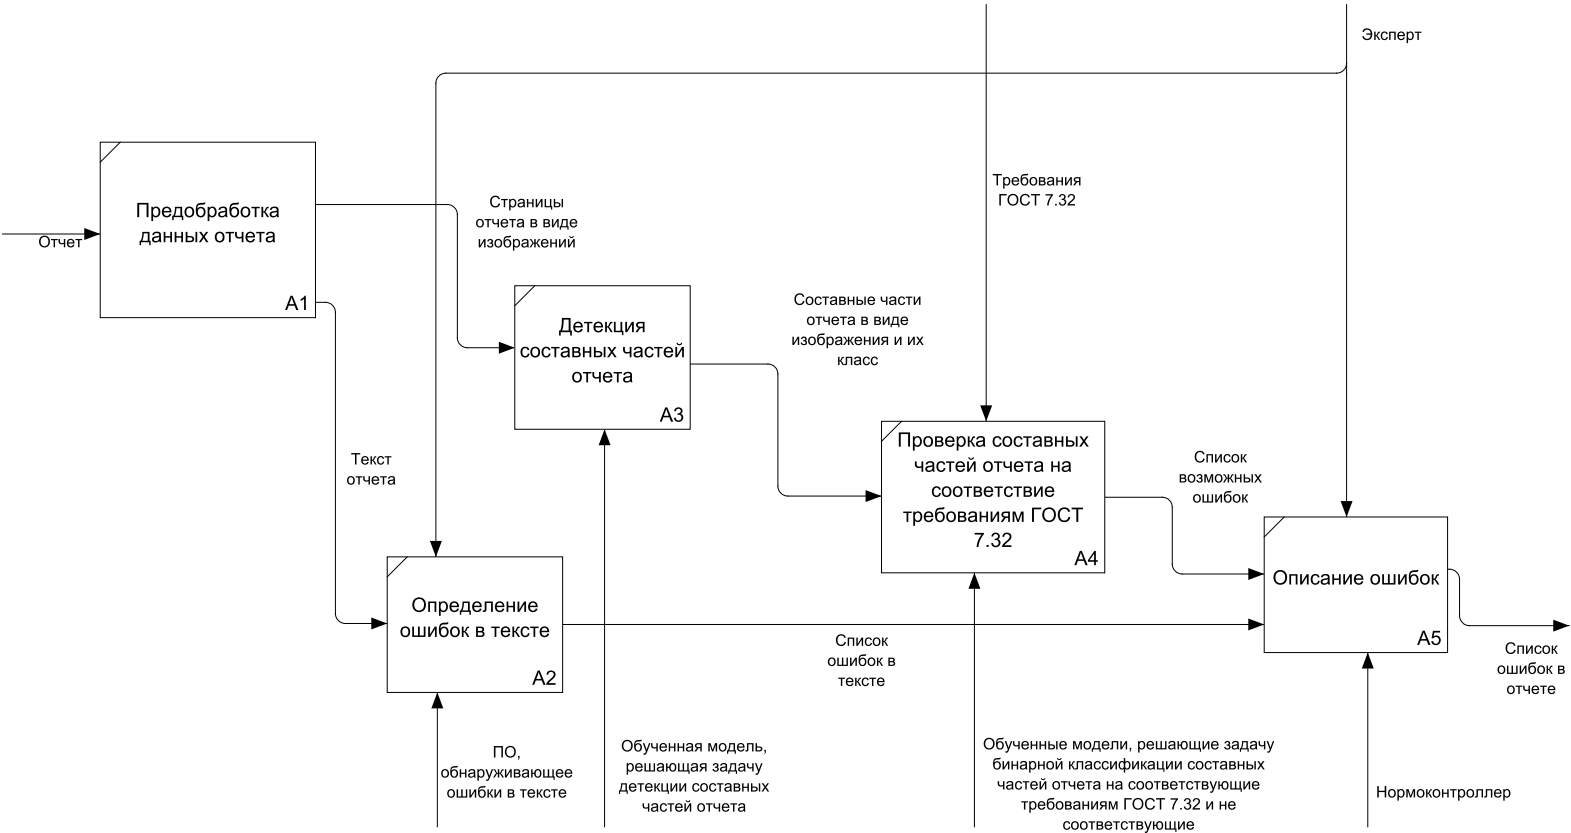 Эксперт
Требования
ГОСТ 7.32
Отчет
Предобработка
данных отчета
A1
Страницы
отчета в виде
изображений
Текст
отчета
Детекция
составных частей
отчета
A3
Составные части
отчета в виде
изображения и их
класс
Проверка составных
частей отчета на
соответствие
требованиям ГОСТ
7.32
A4
Список
возможных
ошибок
Определение
ошибок в тексте
A2
Список
ошибок в
тексте
Описание ошибок
A5
Список
ошибок в
отчете
ПО,
обнаруживающее
ошибки в тексте
Обученная модель,
решающая задачу
детекции составных
частей отчета
Обученные модели, решающие задачу
бинарной классификации составных
частей отчета на соответствующие
требованиям ГОСТ 7.32 и не
соответствующие
Нормоконтроллер